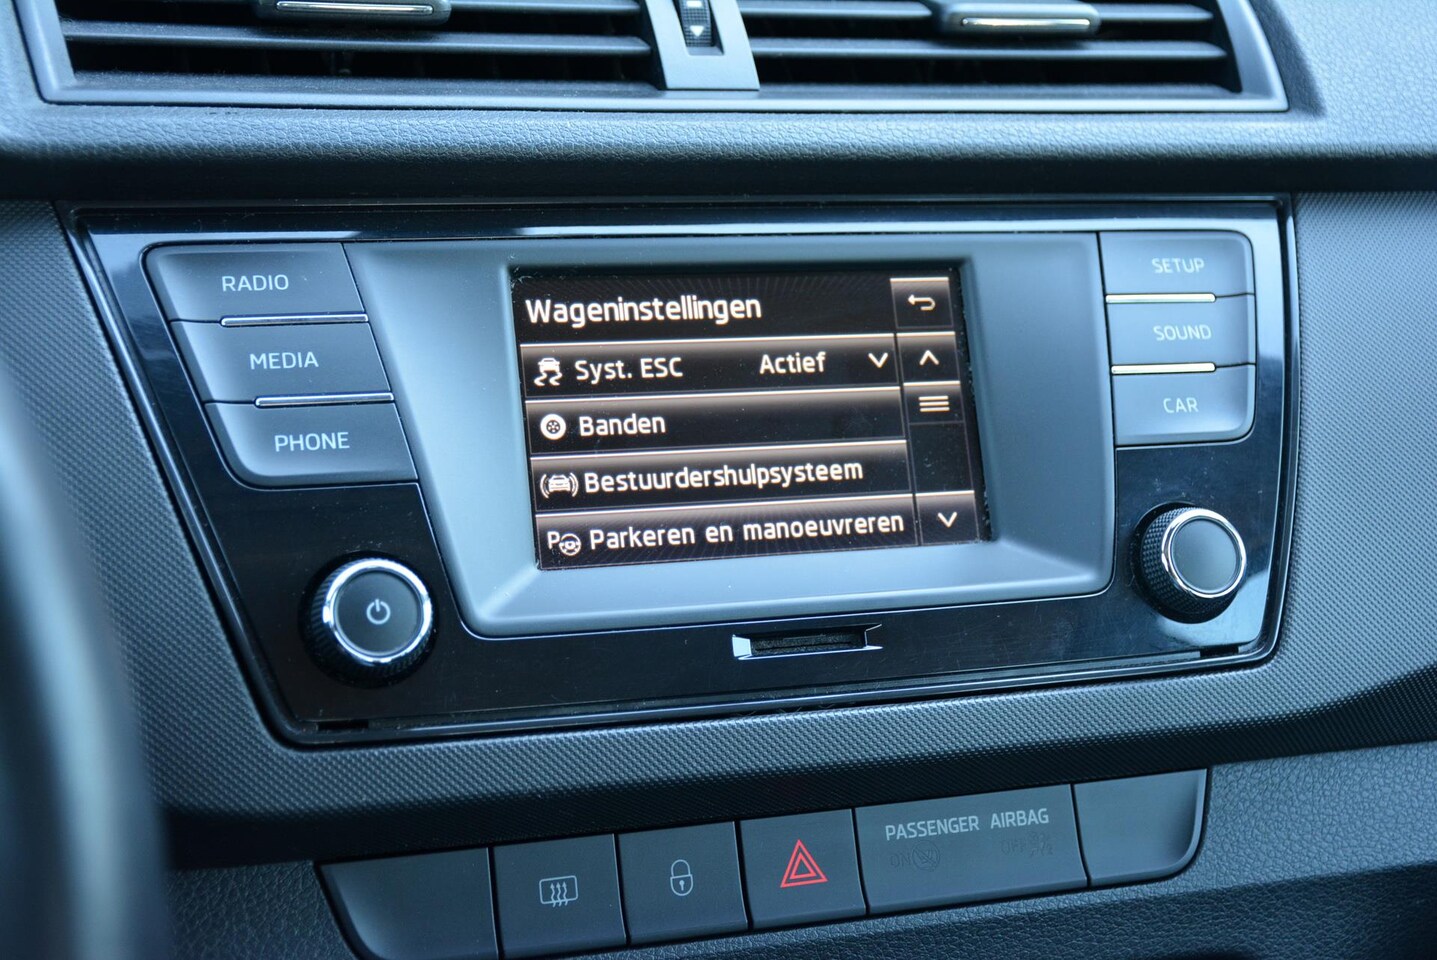 RADIO
MEDIA
PHONE
Wageninstellingen
Syst. ESC Actief
Banden
Bestuurdershulpsysteem
P Parkeren en manoeuvreren
SETUP
SOUND
CAR
PASSENGER AIRBAG
ON OFF